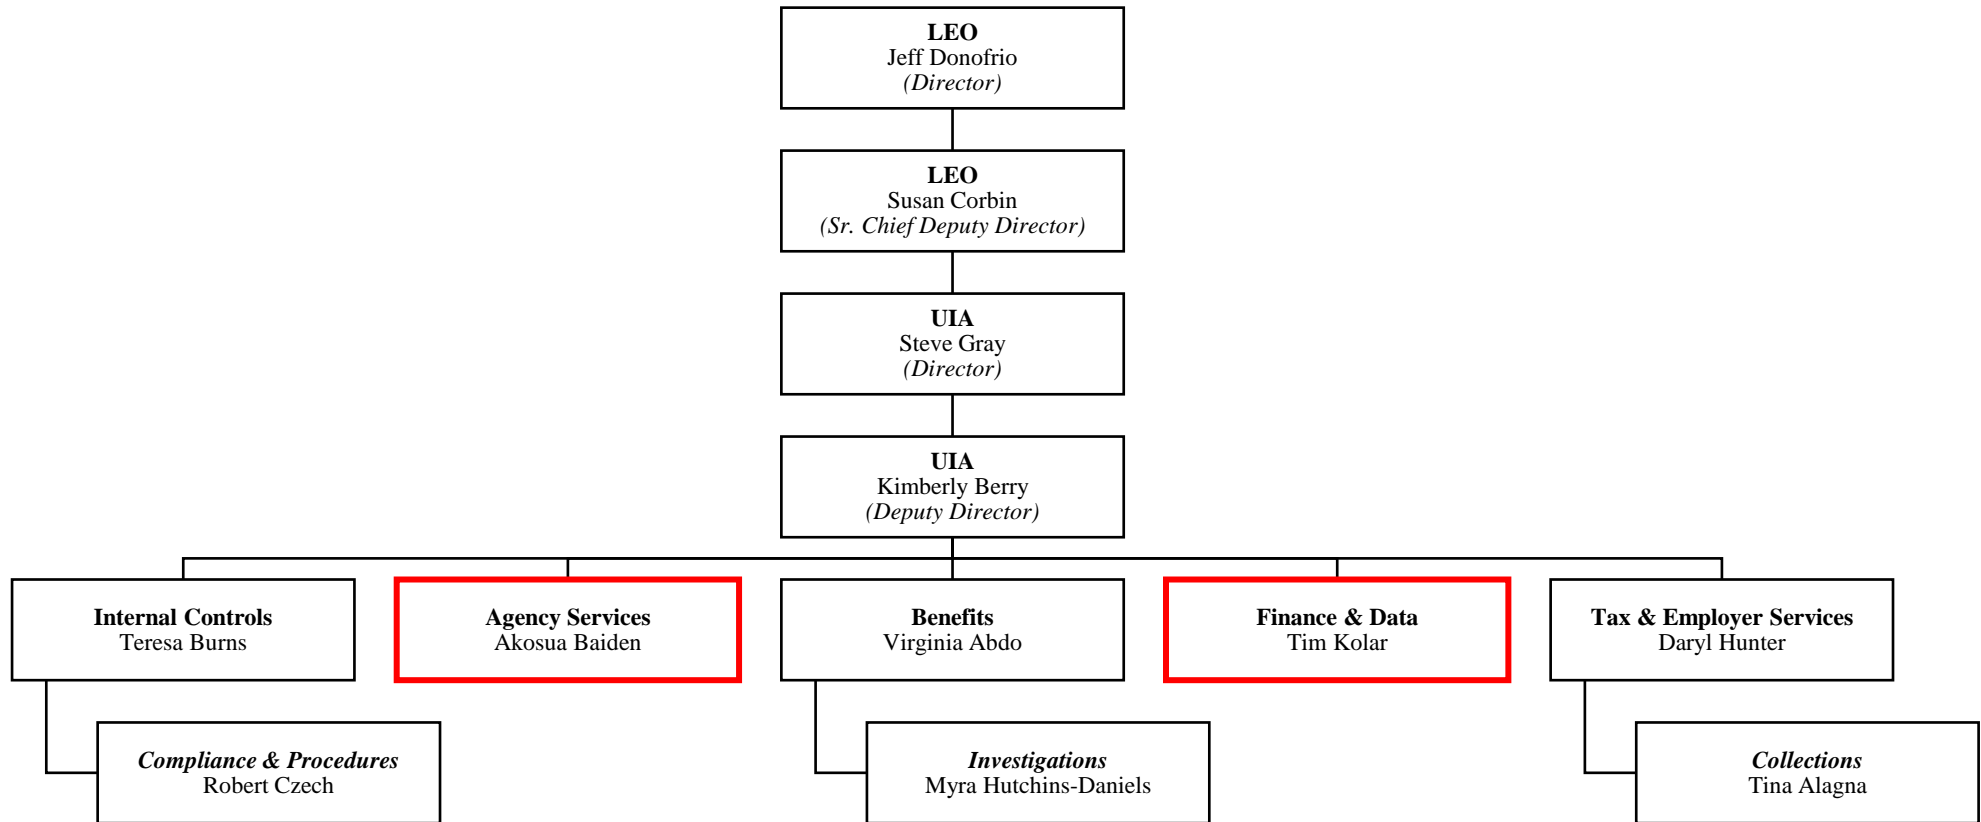 LEO
Jeff Donofrio
(Director)
LEO
Susan Corbin
(Sr. Chief Deputy Director)
UIA
Steve Gray
(Director)
UIA
Kimberly Berry
(Deputy Director)
Internal Controls
Teresa Burns
Agency Services
Akosua Baiden
Benefits
Virginia Abdo
Finance & Data
Tim Kolar
Tax & Employer Services
Daryl Hunter
Compliance & Procedures
Robert Czech
Investigations
Myra Hutchins-Daniels
Collections
Tina Alagna